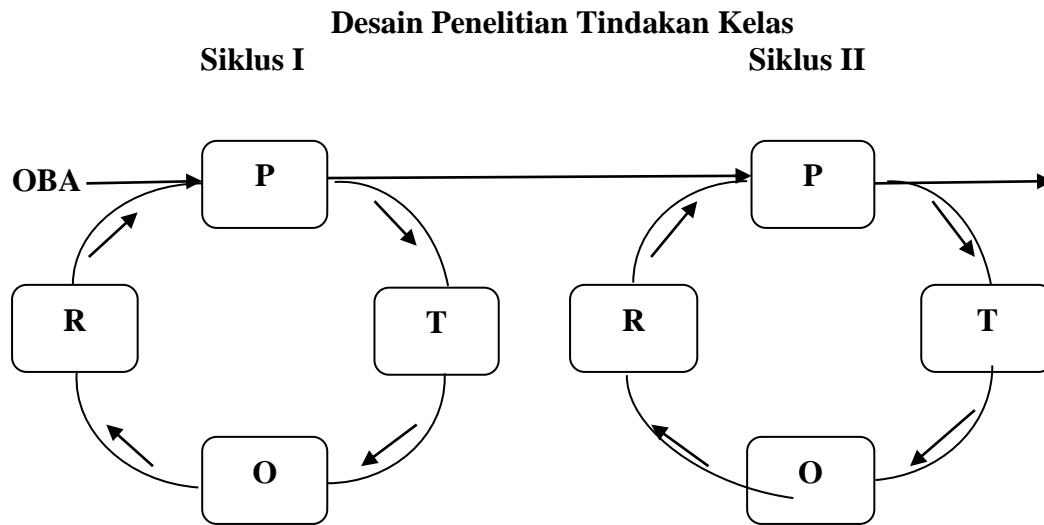 Desain Penelitian Tindakan Kelas
Siklus I Siklus II
OBA P P
R T R T
O O